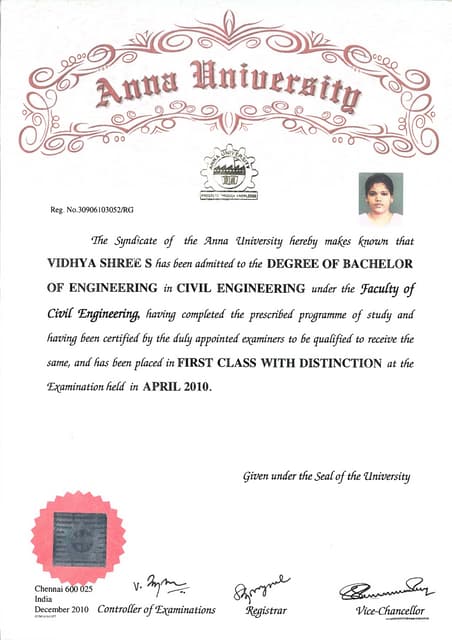 Anna University
ANNA UNIVERSITY
PROGRESS THROUGH KNOWLEDGE
Reg. No.30906103052/RG
The Syndicate of the Anna University hereby makes known that
VIDHYA SHREE S has been admitted to the DEGREE OF BACHELOR
OF ENGINEERING in CIVIL ENGINEERING under the Faculty of
Civil Engineering, having completed the prescribed programme of study and
having been certified by the duly appointed examiners to be qualified to receive the
same, and has been placed in FIRST CLASS WITH DISTINCTION at the
Examination held in APRIL 2010.
Given under the Seal of the University
Chennai 600 025
India
December 2010 Controller of Examinations Registrar Vice-Chancellor